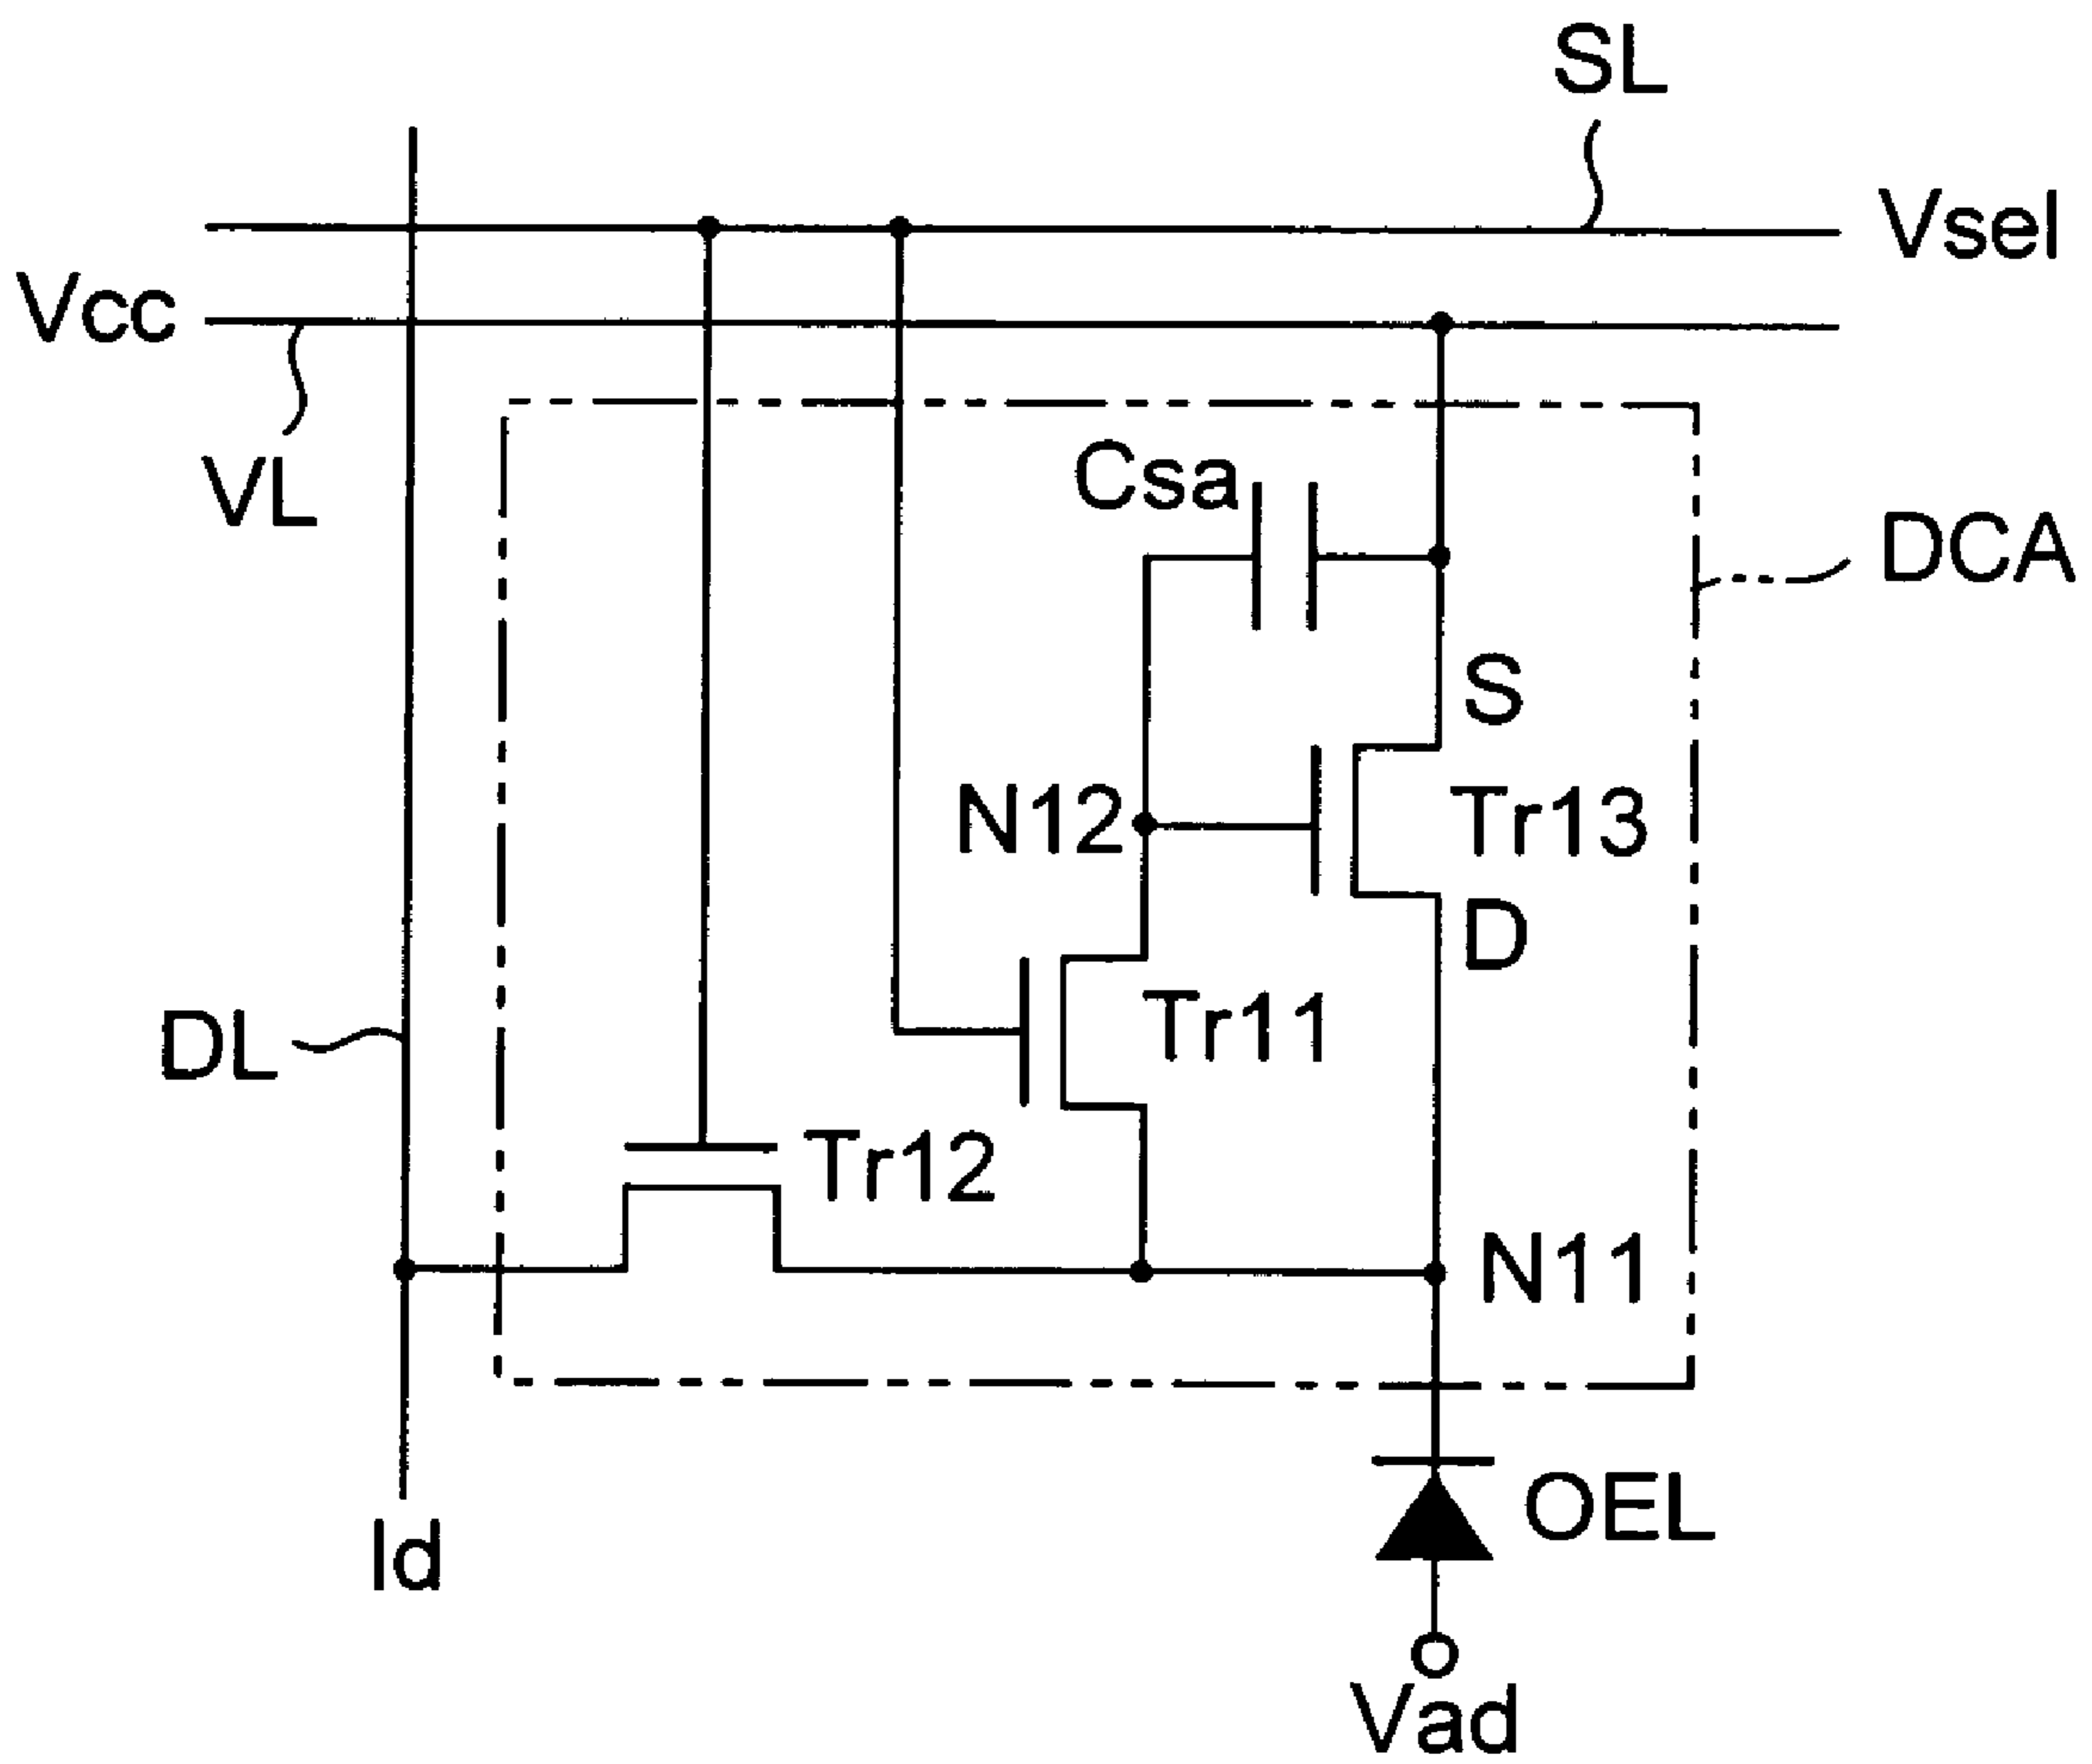 SL
Vsel
Vcc
VL
Csa
DCA
S
N12
Tr13
D
Tr11
DL
Tr12
N11
OEL
Id
Vad